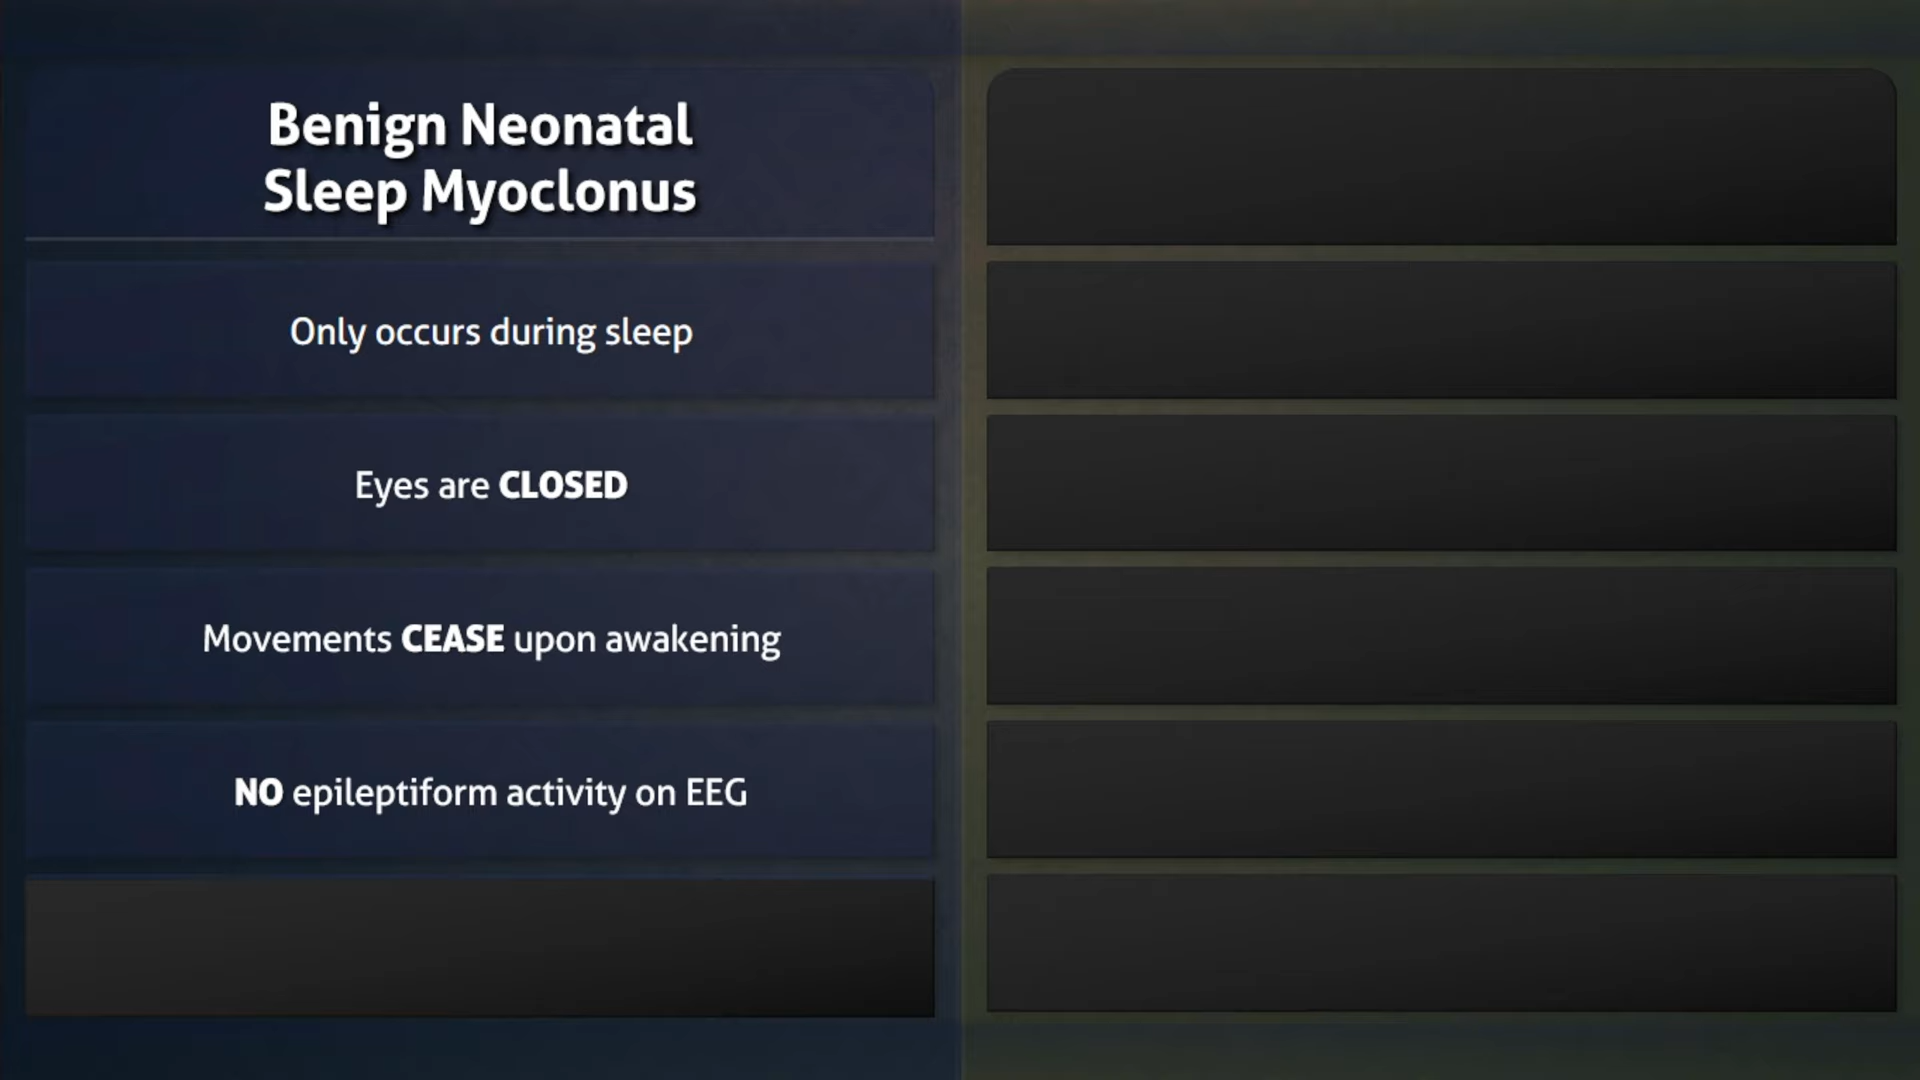 Benign Neonatal
Sleep Myoclonus
Only occurs during sleep
Eyes are CLOSED
Movements CEASE upon awakening
NO epileptiform activity on EEG